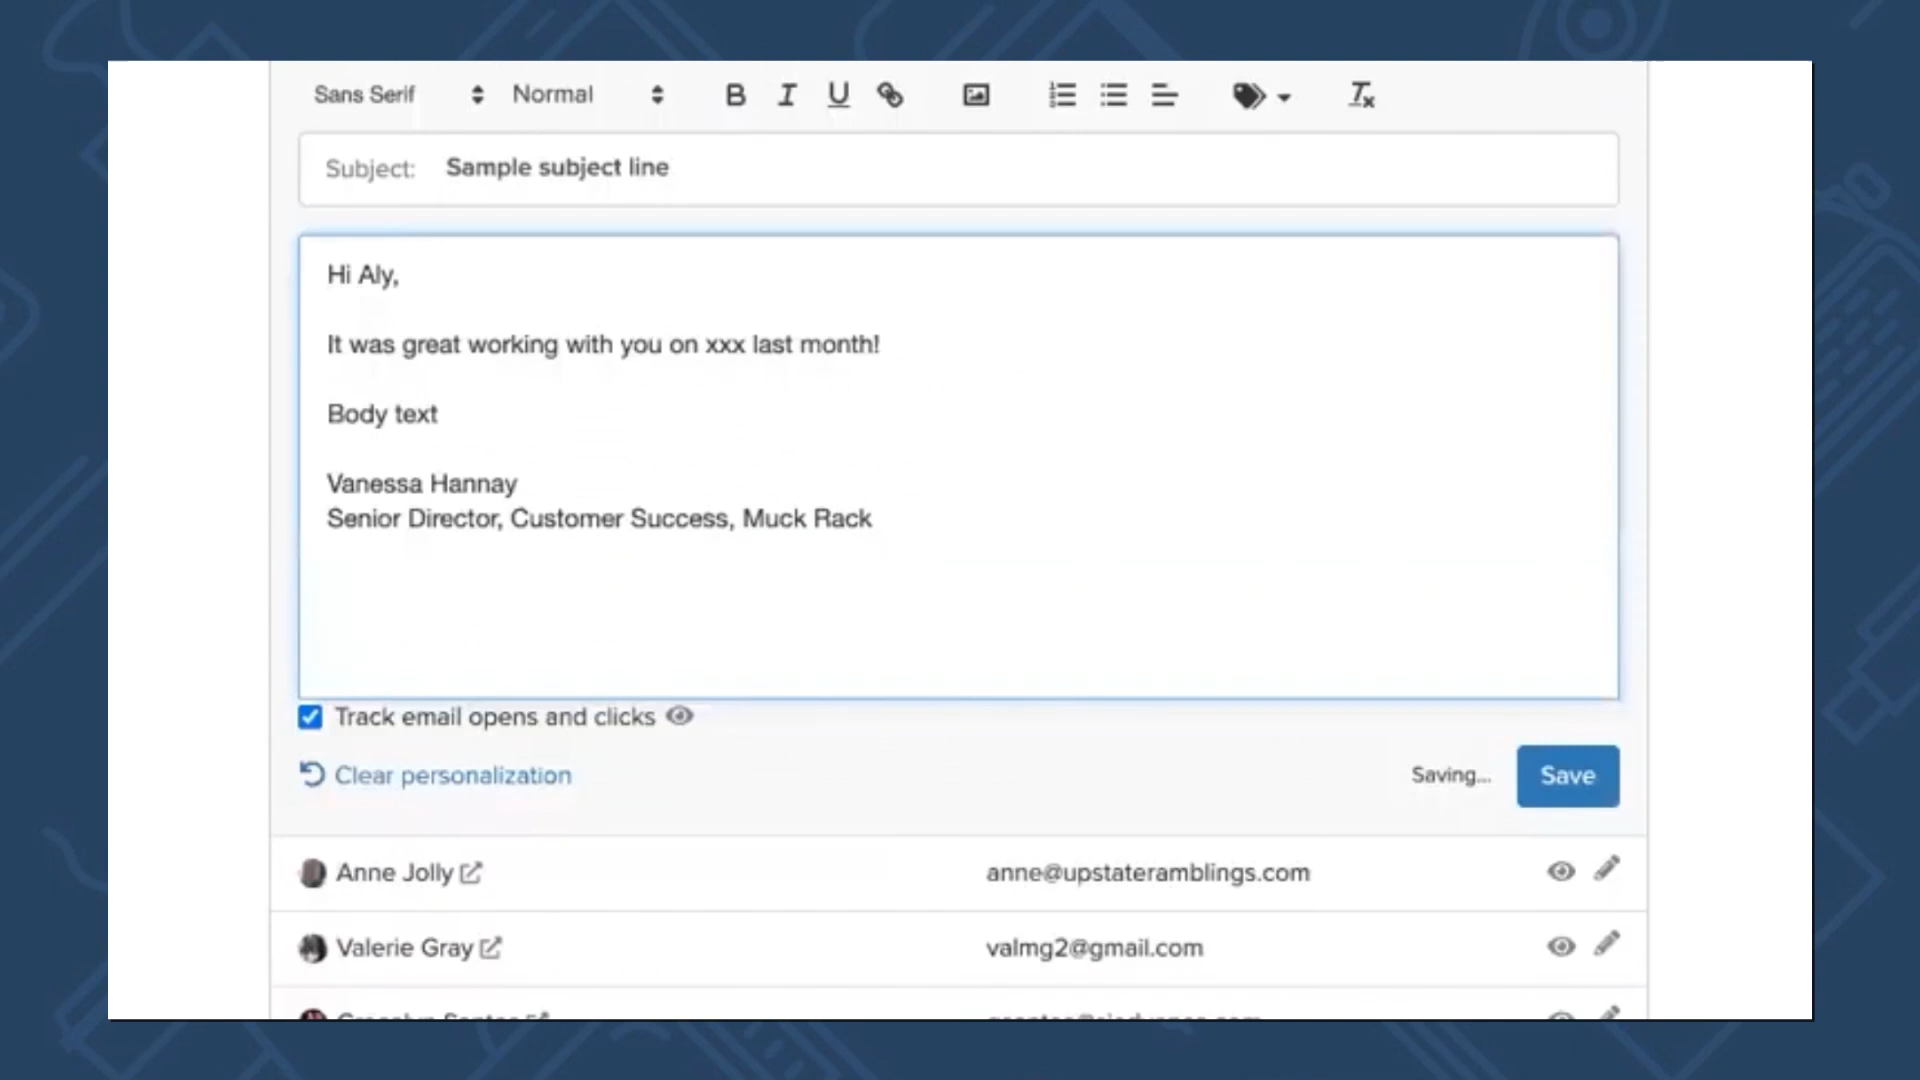 Sans Serif Normal B I U
Subject: Sample subject line
Hi Aly,
It was great working with you on xxx last month!
Body text
Vanessa Hannay
Senior Director, Customer Success, Muck Rack
Track email opens and clicks
Clear personalization Saving... Save
Anne Jolly anne@upstateramblings.com
Valerie Gray valmg2@gmail.com